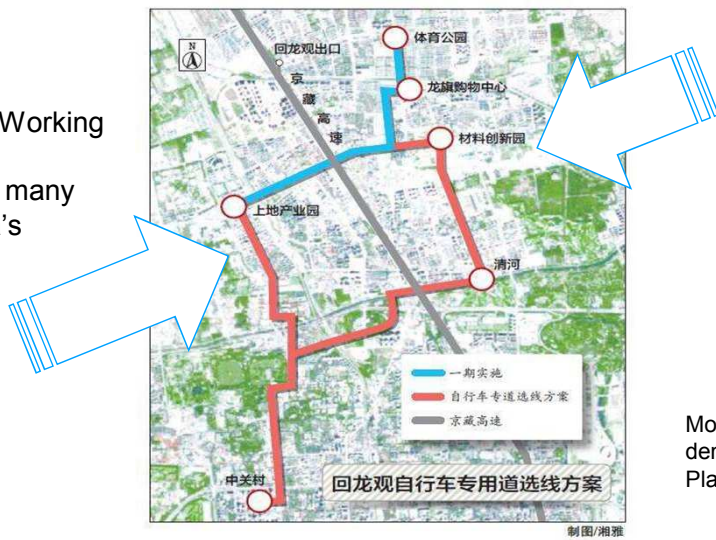 Working
many
's
N
体育公园
回龙观出口
龙旗购物中心
京
藏
高
速
材料创新园
上地产业园
清河
一期实施
自行车专道选线方案
京藏高速
中关村
回龙观自行车专用道选线方案
制图/湘雅
Mo
der
Pla